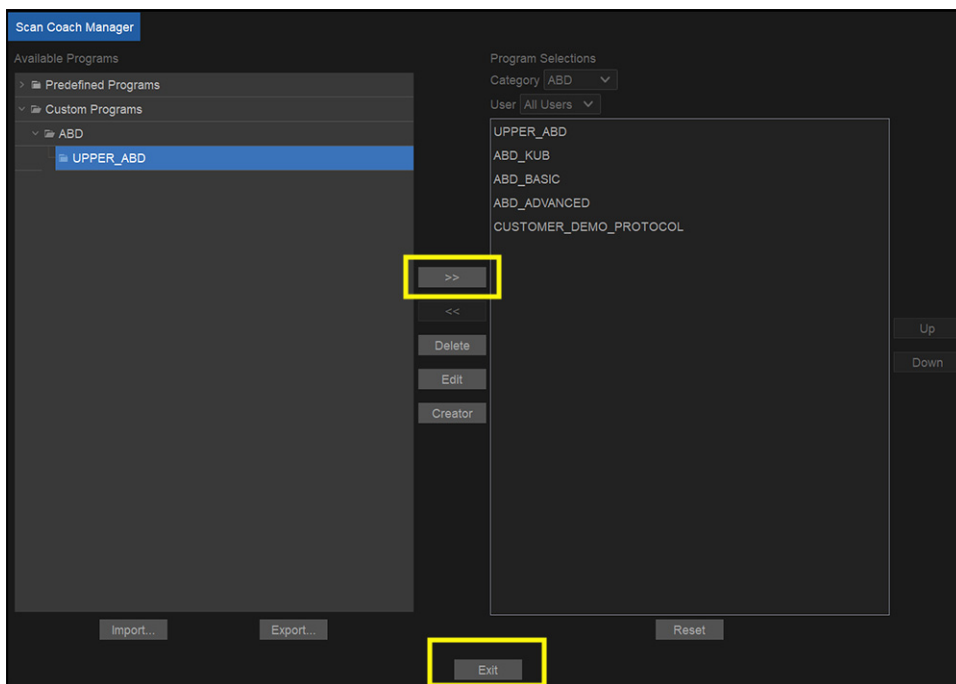 Scan Coach Manager
Available Programs
Predefined Programs
Custom Programs
ABD
UPPER_ABD
Import...
Export...
>>
<<
Delete
Edit
Creator
Program Selections
Category ABD
User All Users
UPPER_ABD
ABD_KUB
ABD_BASIC
ABD_ADVANCED
CUSTOMER_DEMO_PROTOCOL
Up
Down
Reset
Exit